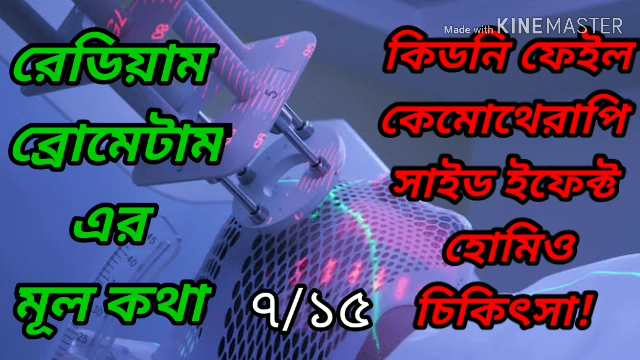 Made with KINEMASTER
রেডিয়াম
ব্রোমেটাম
এর
মূল কথা
৭/১৫
কিডনি ফেইল
কেমোথেরাপি
সাইড ইফেক্ট
হোমিও
চিকিৎসা!